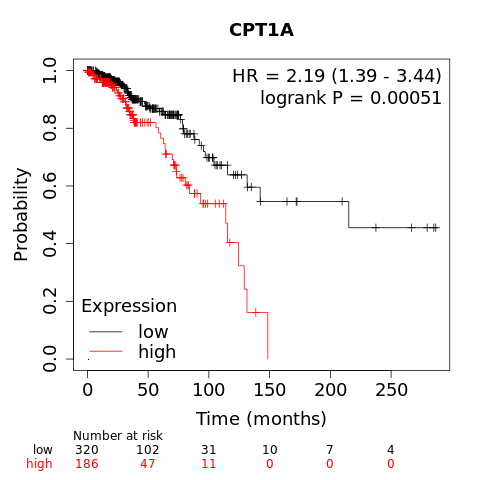 CPT1A
HR = 2.19 (1.39 - 3.44)
logrank P = 0.00051
Probability
1.0
0.8
0.6
0.4
0.2
0.0
Expression
low
high
0 50 100 150 200 250
Time (months)
Number at risk
low 320 102 31 10 7 4
high 186 47 11 0 0 0